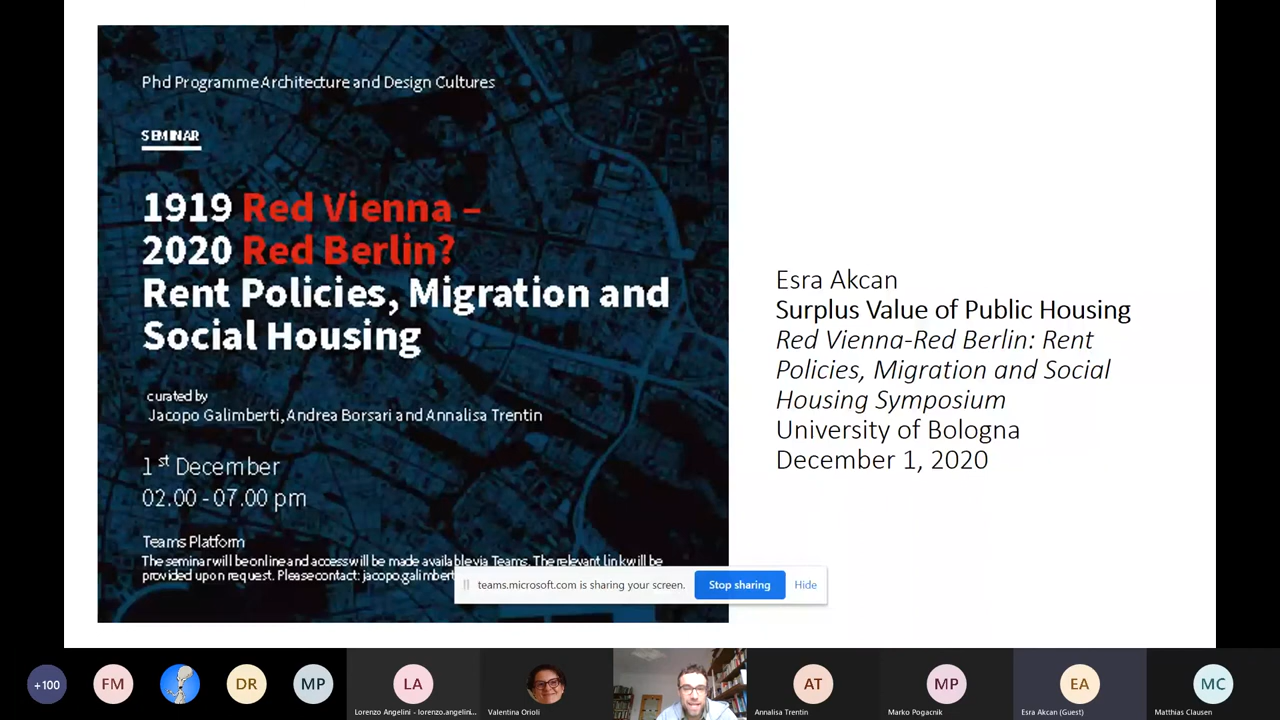 Phd Programme Architecture and Design Cultures
SEMINAR
1919 Red Vienna –
2020 Red Berlin?
Rent Policies, Migration and
Social Housing
curated by
Jacopo Galimberti, Andrea Borsari and Annalisa Trentin
1st December
02.00 - 07.00 pm
Teams Platform
The seminar will be online and access will be made available via Teams. The relevant link will be
provided upon request. Please contact: jacopo.galimbert
Esra Akcan
Surplus Value of Public Housing
Red Vienna-Red Berlin: Rent
Policies, Migration and Social
Housing Symposium
University of Bologna
December 1, 2020
teams.microsoft.com is sharing your screen.
Stop sharing
Hide
+100
FM
DR
MP
LA
AT
MP
EA
MC
Lorenzo Angelini - lorenzo.angelini...
Valentina Orioli
Annalisa Trentin
Marko Pogacnik
Esra Akcan (Guest)
Matthias Clausen